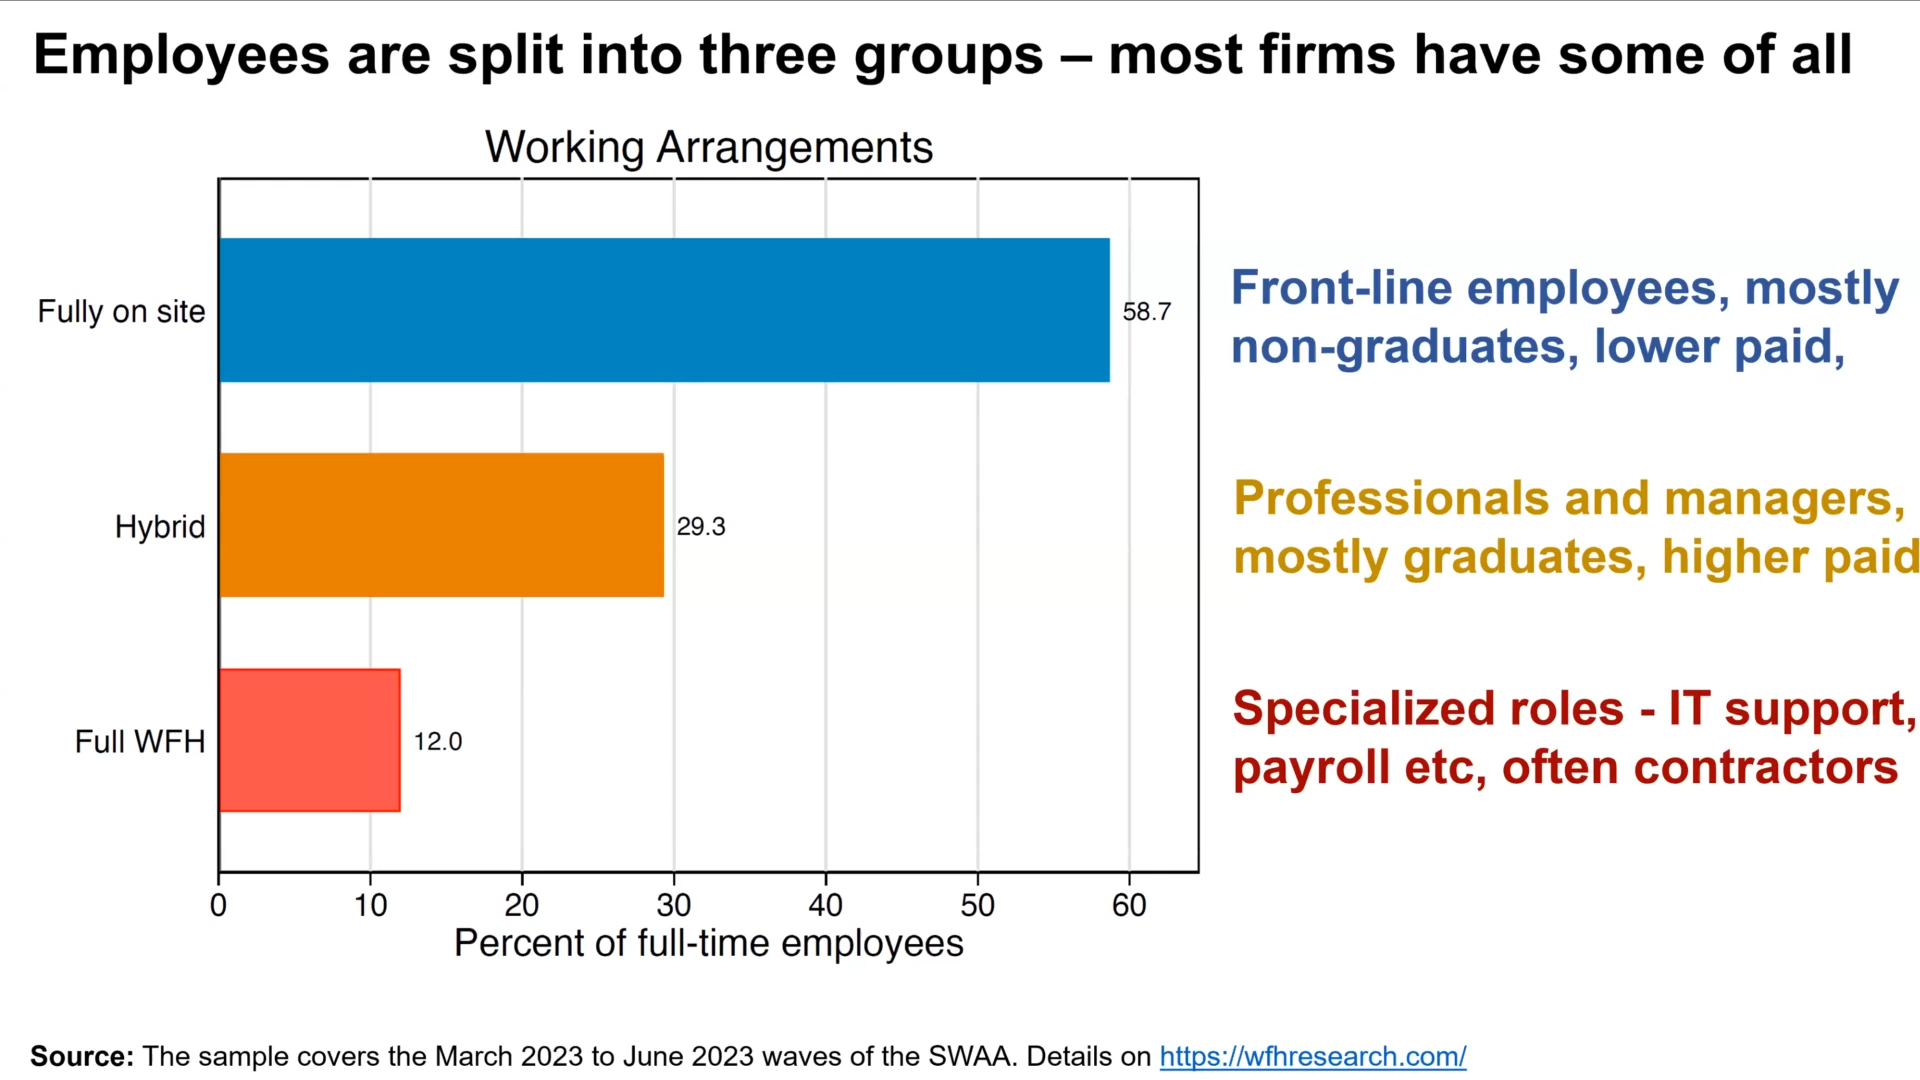 Employees are split into three groups – most firms have some of all
Working Arrangements
Fully on site
58.7
Front-line employees, mostly
non-graduates, lower paid,
Hybrid
29.3
Professionals and managers,
mostly graduates, higher paid
Full WFH
12.0
Specialized roles - IT support,
payroll etc, often contractors
0 10 20 30 40 50 60
Percent of full-time employees
Source: The sample covers the March 2023 to June 2023 waves of the SWAA. Details on https://wfhresearch.com/